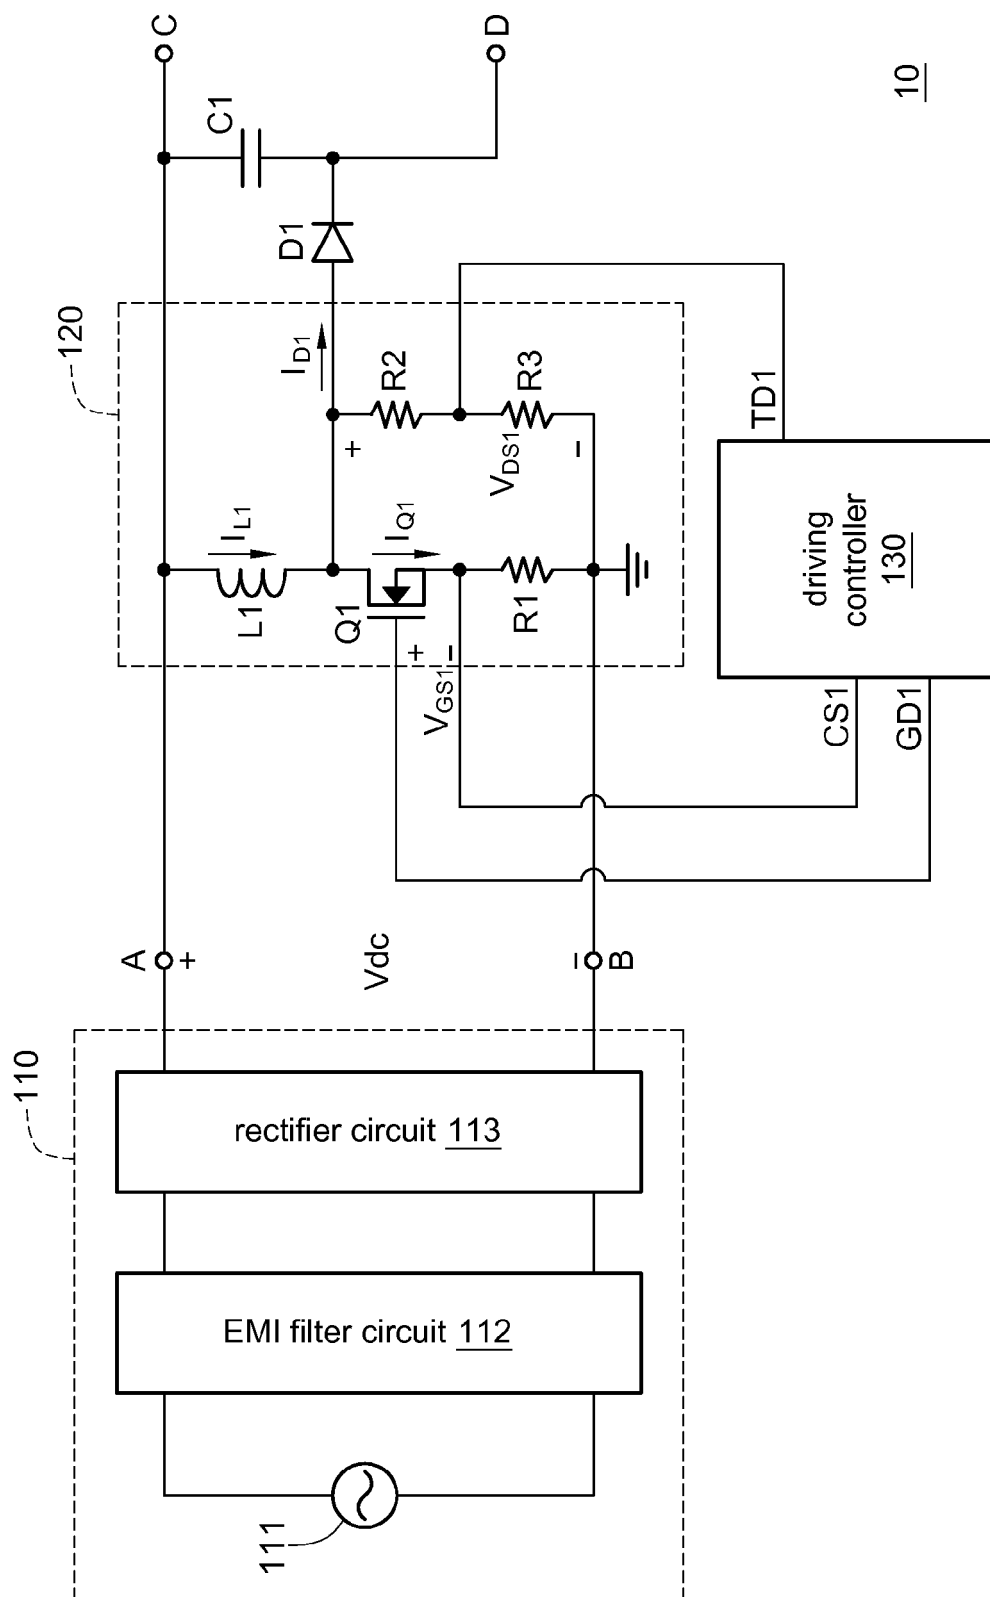 110
111
EMI filter circuit 112
rectifier circuit 113
A
+
Vdc
−
B
120
L1
I_L1
Q1
I_Q1
V_GS1
+
−
R1
I_D1
+
R2
R3
V_DS1
−
D1
C1
C
D
CS1
GD1
driving
controller
130
TD1
10